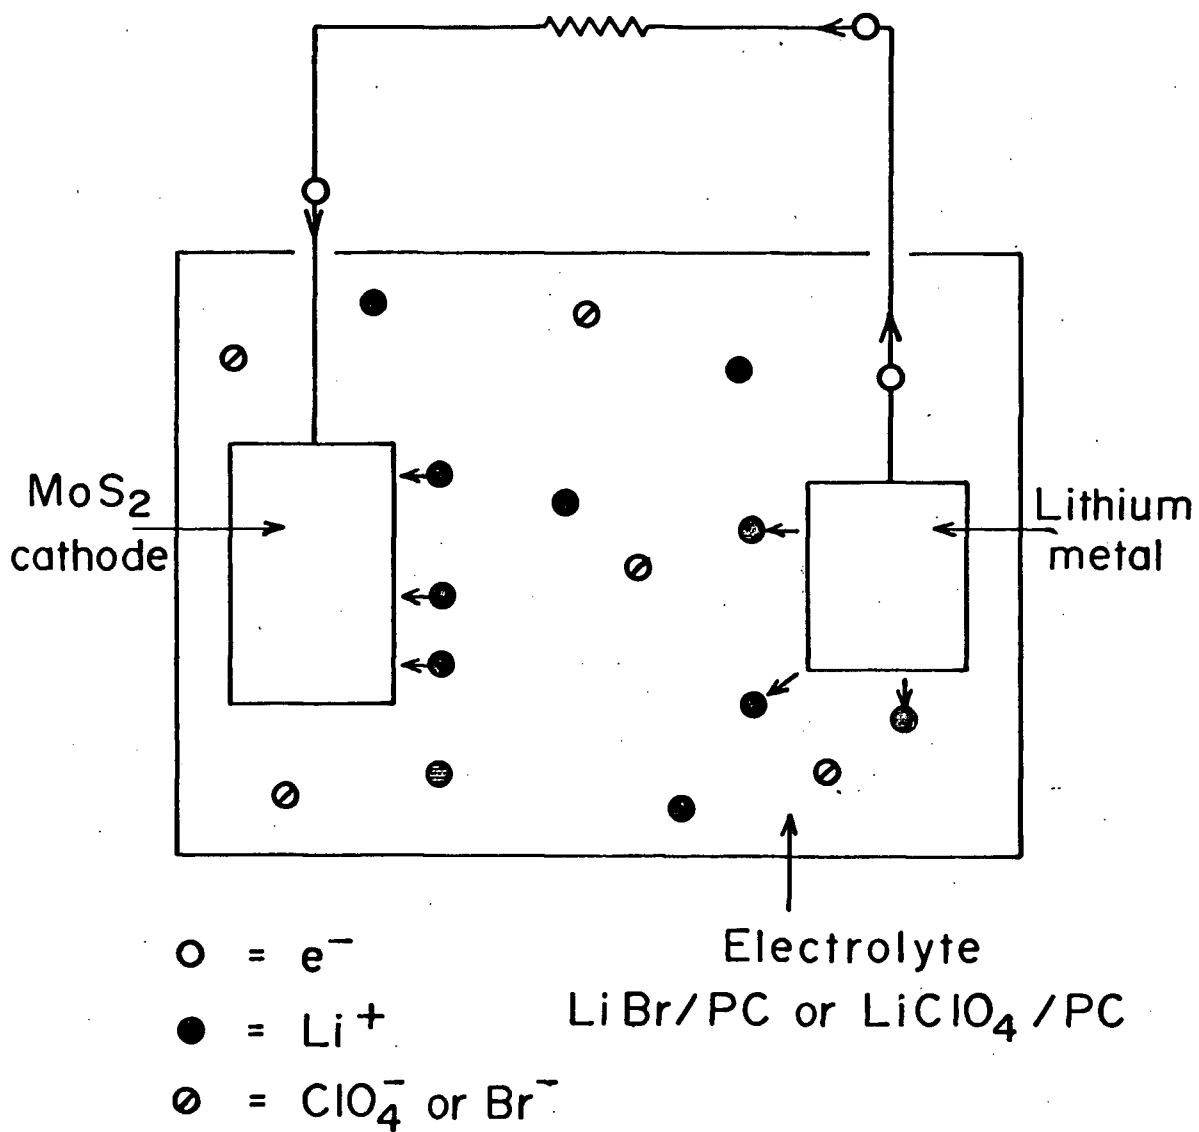 MoS₂
cathode
Lithium
metal
Electrolyte
LiBr/PC or LiClO₄/PC
○ = e⁻
● = Li⁺
⊘ = ClO₄⁻ or Br⁻